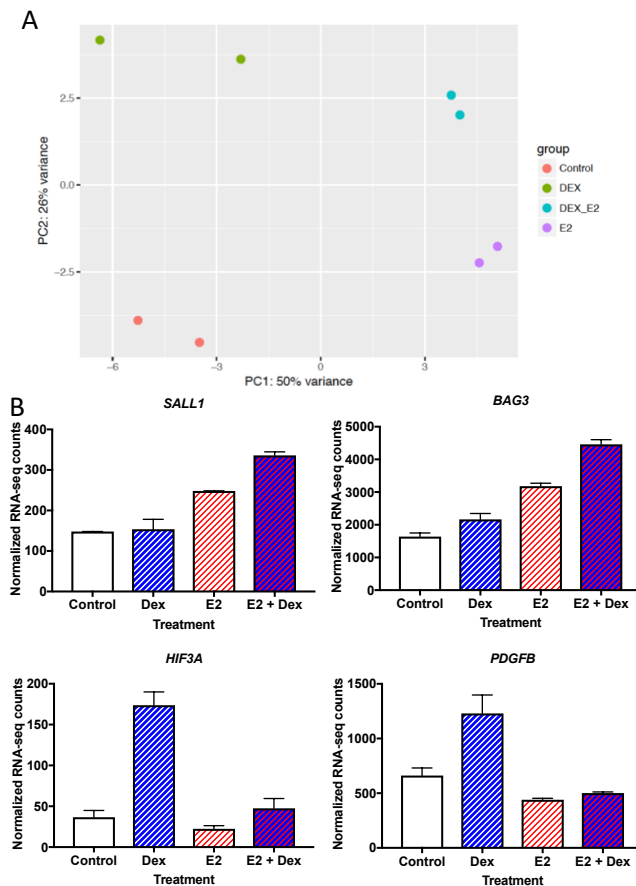 A
PC2: 26% variance
2.5
0.0
−2.5
−6
−3
0
3
PC1: 50% variance
group
Control
DEX
DEX_E2
E2
B
SALL1
Normalized RNA-seq counts
400
300
200
100
0
Control Dex E2 E2 + Dex
Treatment
BAG3
Normalized RNA-seq counts
5000
4000
3000
2000
1000
0
Control Dex E2 E2 + Dex
Treatment
HIF3A
Normalized RNA-seq counts
200
150
100
50
0
Control Dex E2 E2 + Dex
Treatment
PDGFB
Normalized RNA-seq counts
1500
1000
500
0
Control Dex E2 E2 + Dex
Treatment